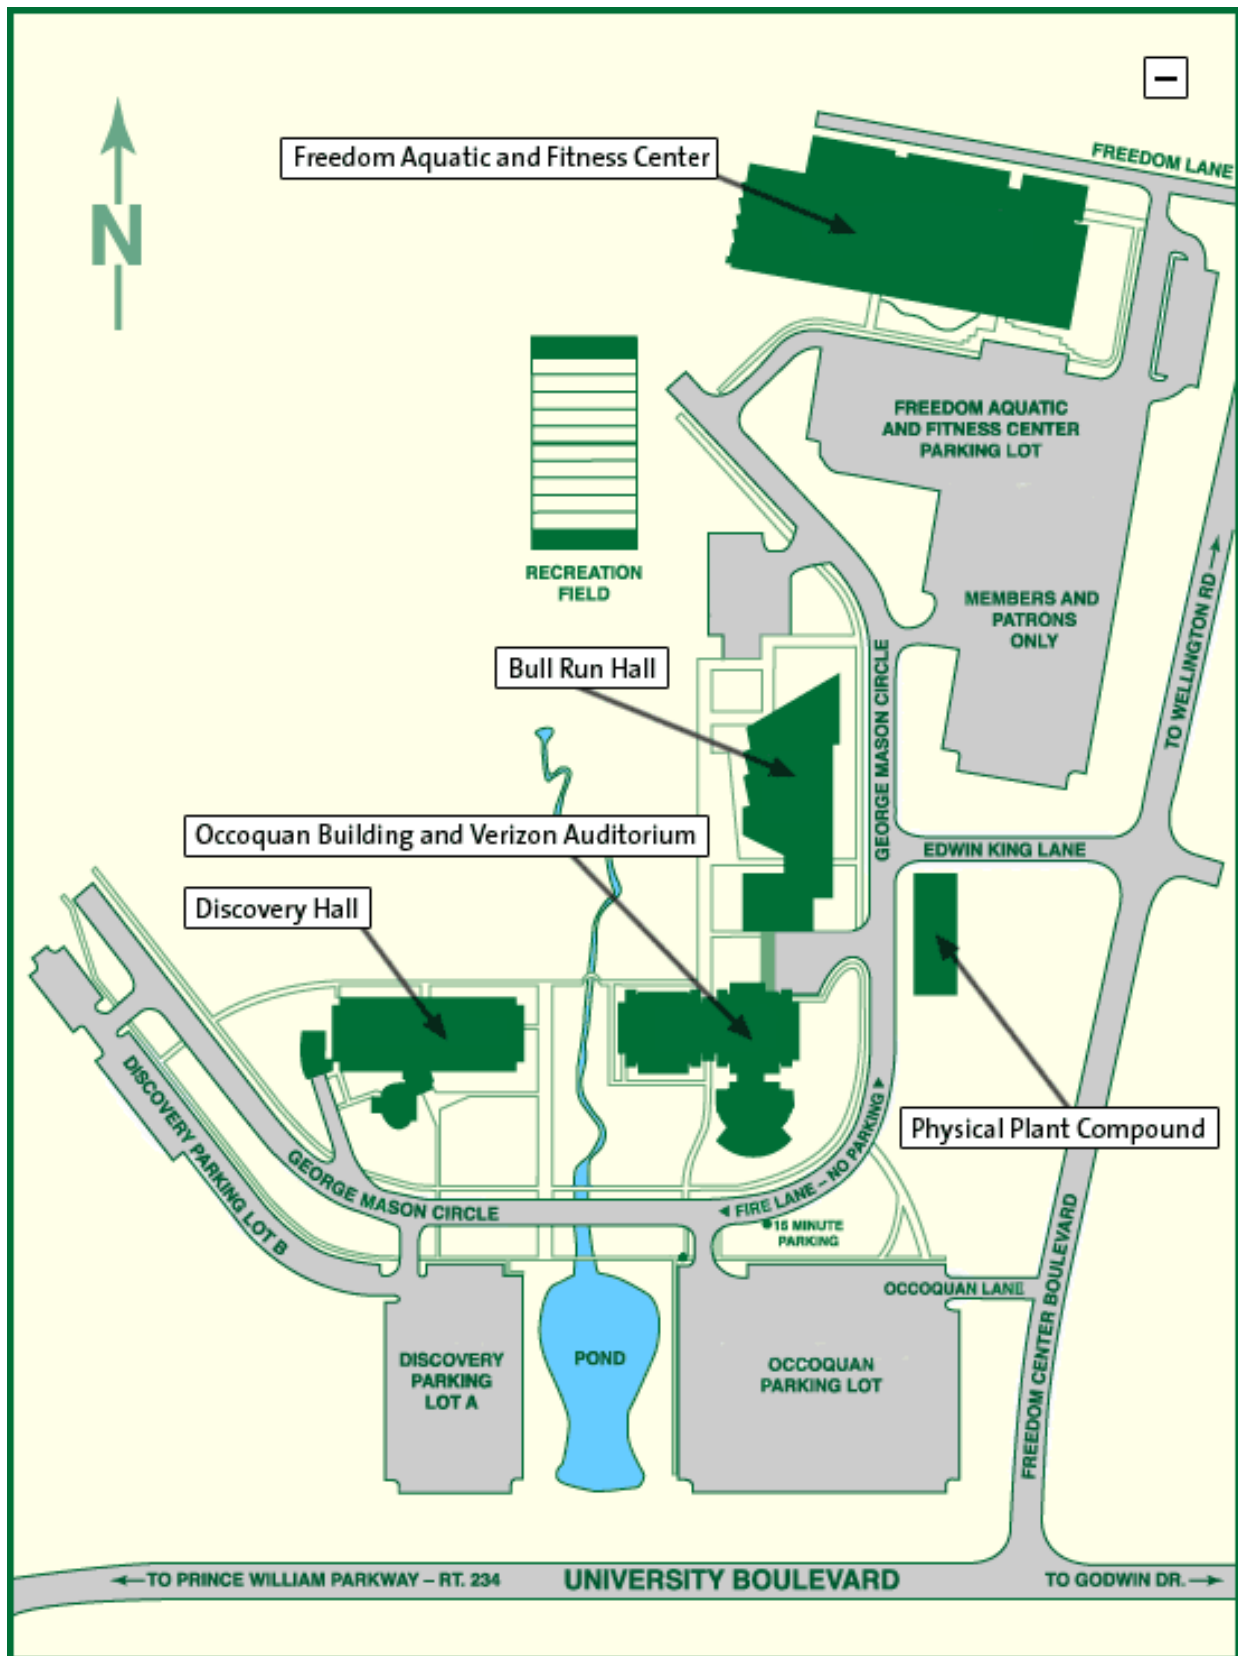 Freedom Aquatic and Fitness Center
FREEDOM LANE
N
FREEDOM AQUATIC
AND FITNESS CENTER
PARKING LOT
RECREATION
FIELD
MEMBERS AND
PATRONS
ONLY
TO WELLINGTON RD
Bull Run Hall
GEORGE MASON CIRCLE
Occoquan Building and Verizon Auditorium
EDWIN KING LANE
Discovery Hall
DISCOVERY PARKING LOT B
GEORGE MASON CIRCLE
FIRE LANE – NO PARKING
Physical Plant Compound
15 MINUTE
PARKING
OCCOQUAN LANE
FREEDOM CENTER BOULEVARD
DISCOVERY
PARKING
LOT A
POND
OCCOQUAN
PARKING LOT
TO PRINCE WILLIAM PARKWAY – RT. 234
UNIVERSITY BOULEVARD
TO GODWIN DR.